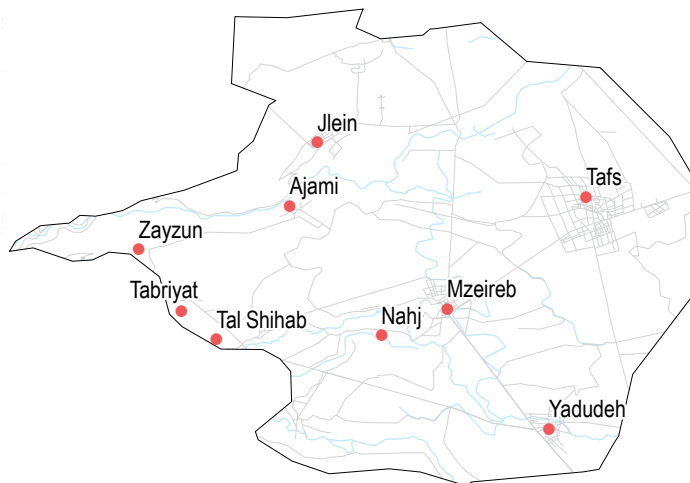 Jlein
Tafs
Ajami
Zayzun
Tabriyat
Mzeireb
Tal Shihab
Nahj
Yadudeh